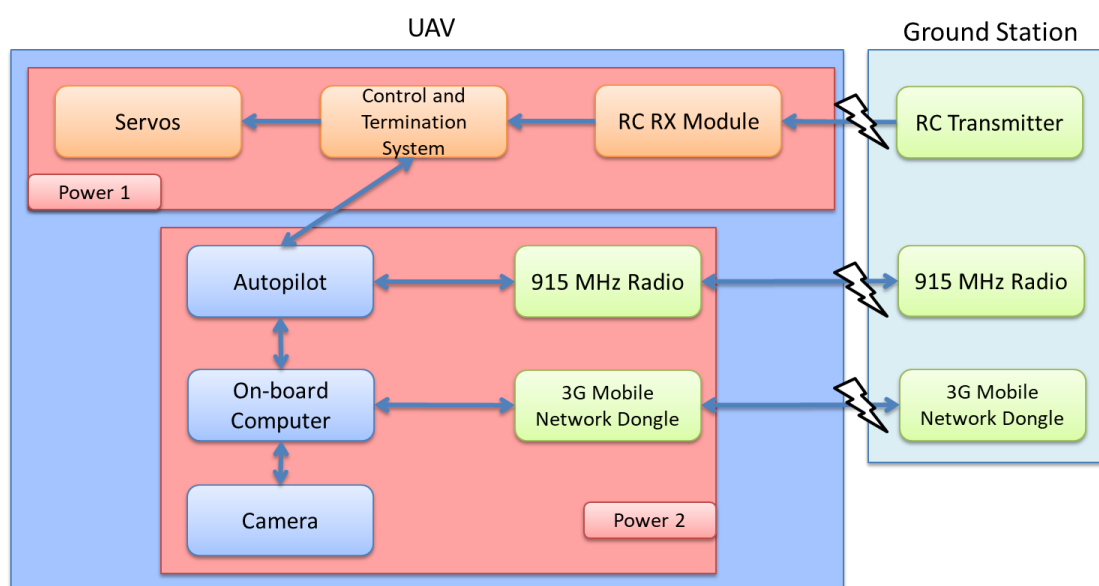 UAV
Ground Station
Servos
Control and
Termination
System
RC RX Module
RC Transmitter
Power 1
Autopilot
915 MHz Radio
915 MHz Radio
On-board
Computer
3G Mobile
Network Dongle
3G Mobile
Network Dongle
Camera
Power 2